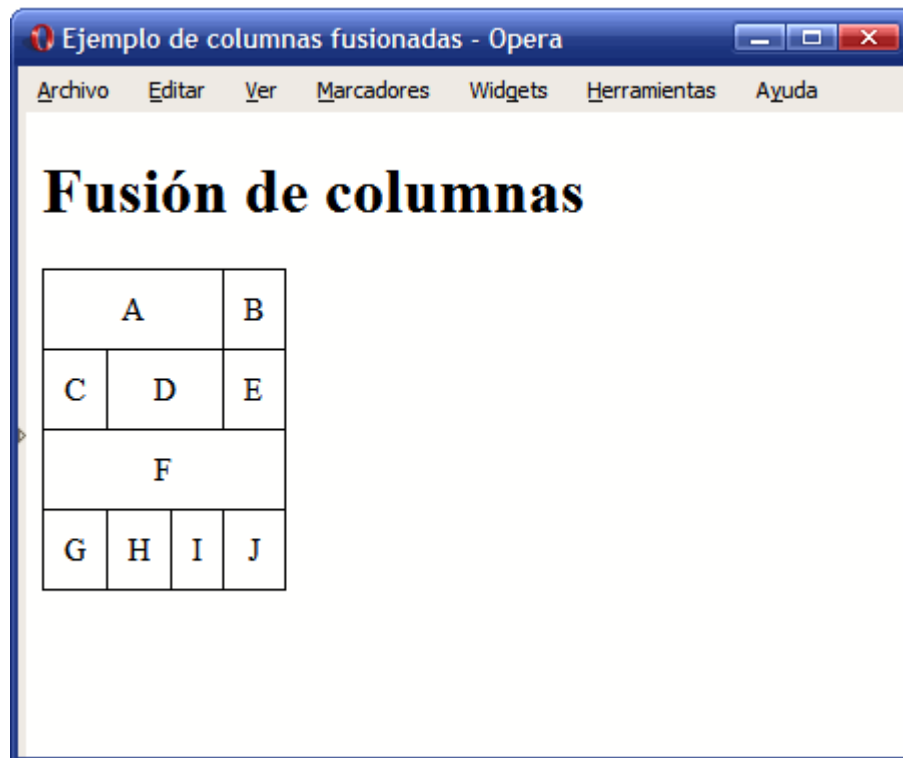 Ejemplo de columnas fusionadas - Opera
Archivo Editar Ver Marcadores Widgets Herramientas Ayuda
Fusión de columnas
A B
C D E
F
G H I J